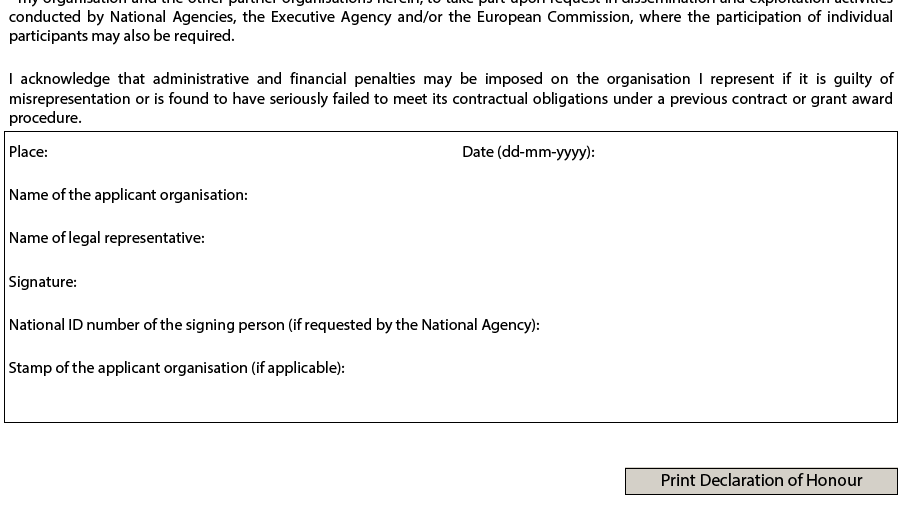 my organisation and the other partner organisations herein, to take part upon request in dissemination and exploitation activities
conducted by National Agencies, the Executive Agency and/or the European Commission, where the participation of individual
participants may also be required.
I acknowledge that administrative and financial penalties may be imposed on the organisation I represent if it is guilty of
misrepresentation or is found to have seriously failed to meet its contractual obligations under a previous contract or grant award
procedure.
Place: Date (dd-mm-yyyy):
Name of the applicant organisation:
Name of legal representative:
Signature:
National ID number of the signing person (if requested by the National Agency):
Stamp of the applicant organisation (if applicable):
Print Declaration of Honour